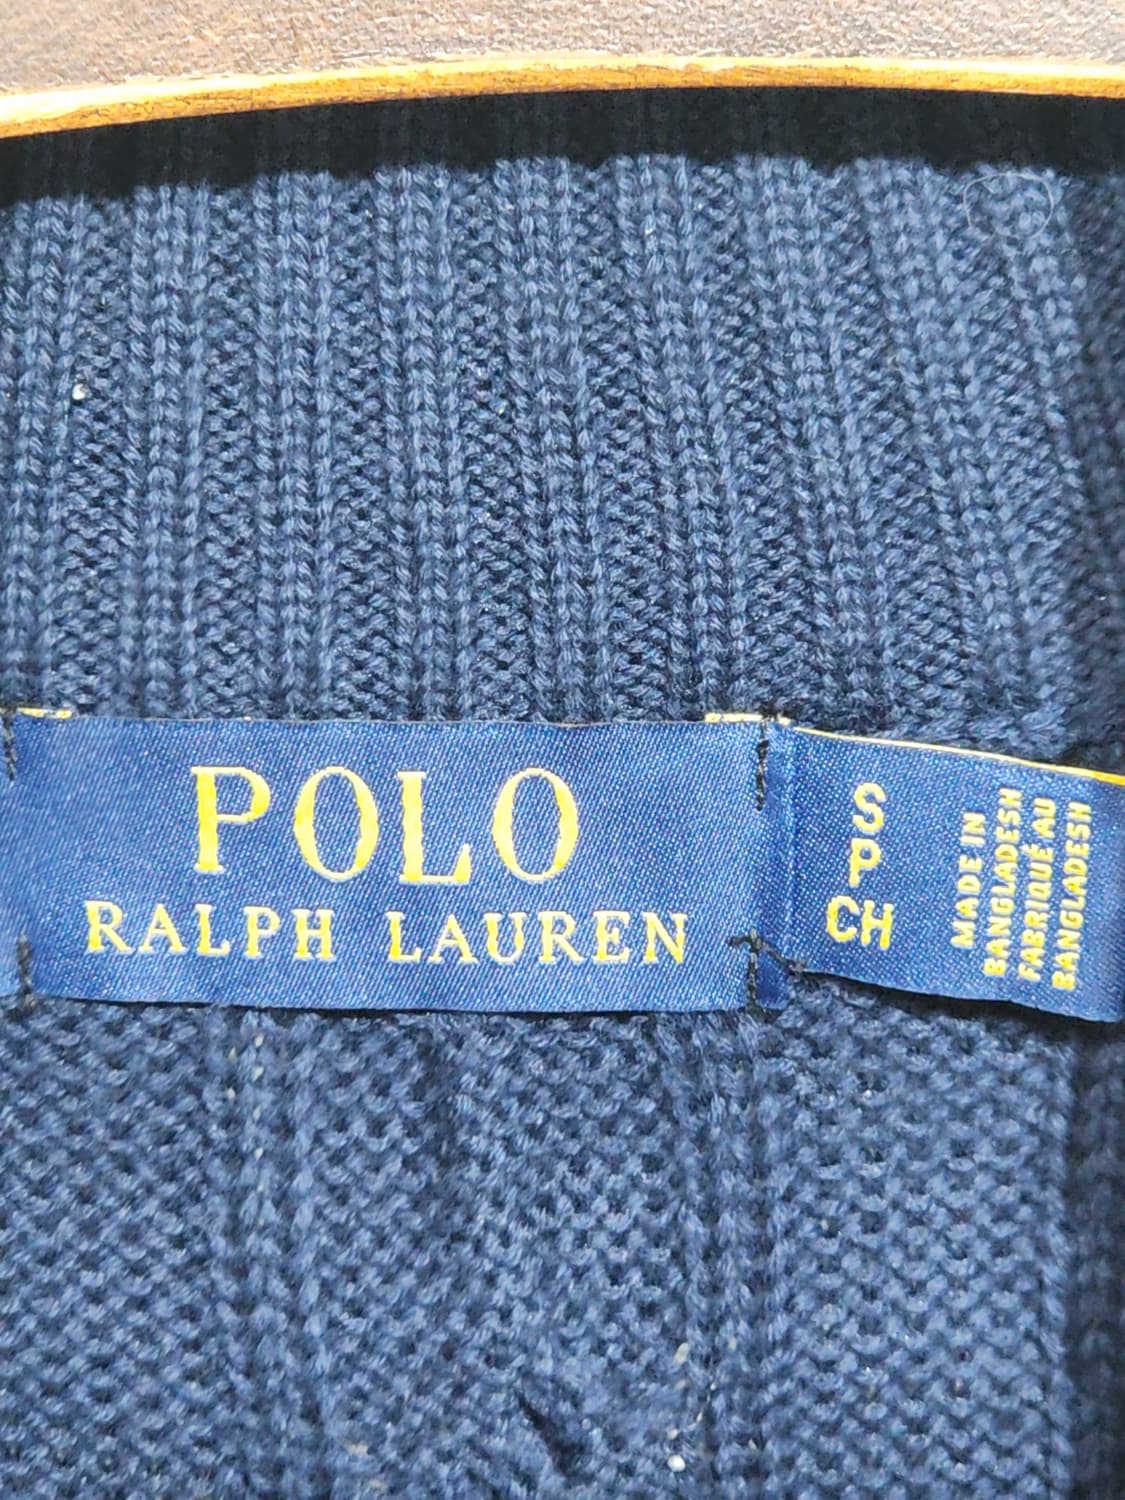 POLO
RALPH LAUREN
S
P
CH
MADE IN
BANGLADESH
FABRIQUÉ AU
BANGLADESH